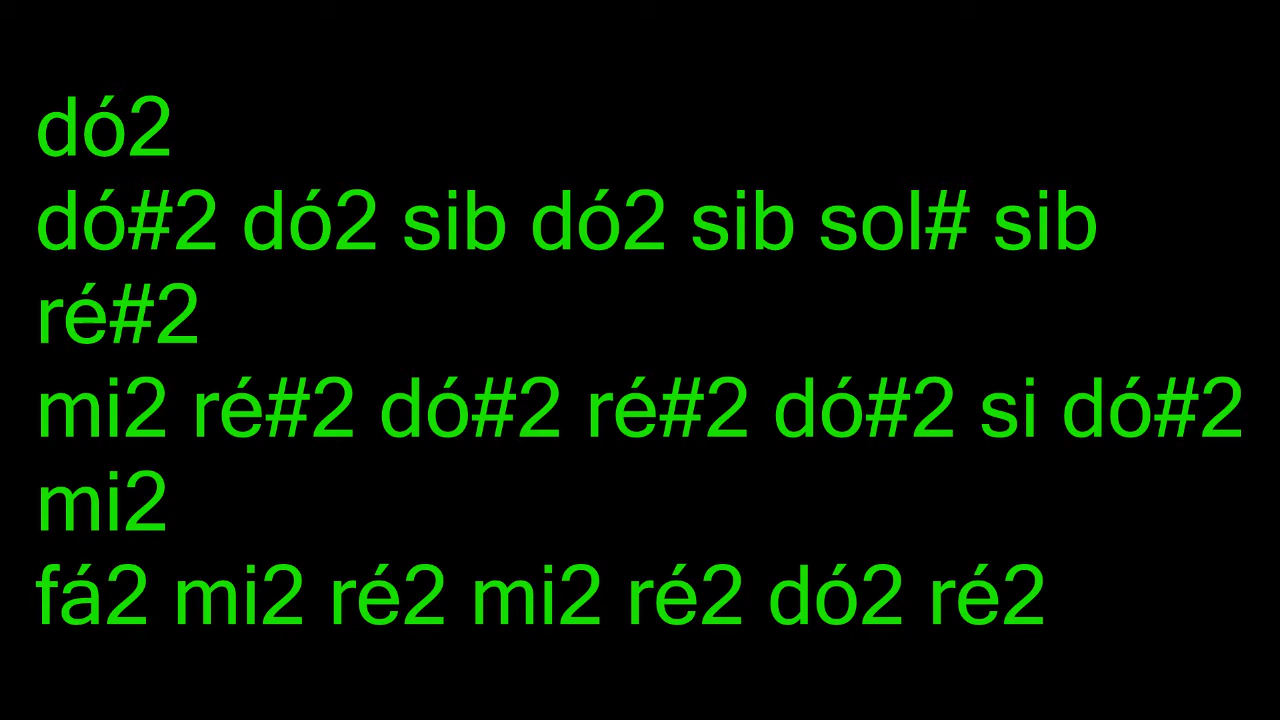 dó2
dó#2 dó2 sib dó2 sib sol# sib
ré#2
mi2 ré#2 dó#2 ré#2 dó#2 si dó#2
mi2
fá2 mi2 ré2 mi2 ré2 dó2 ré2